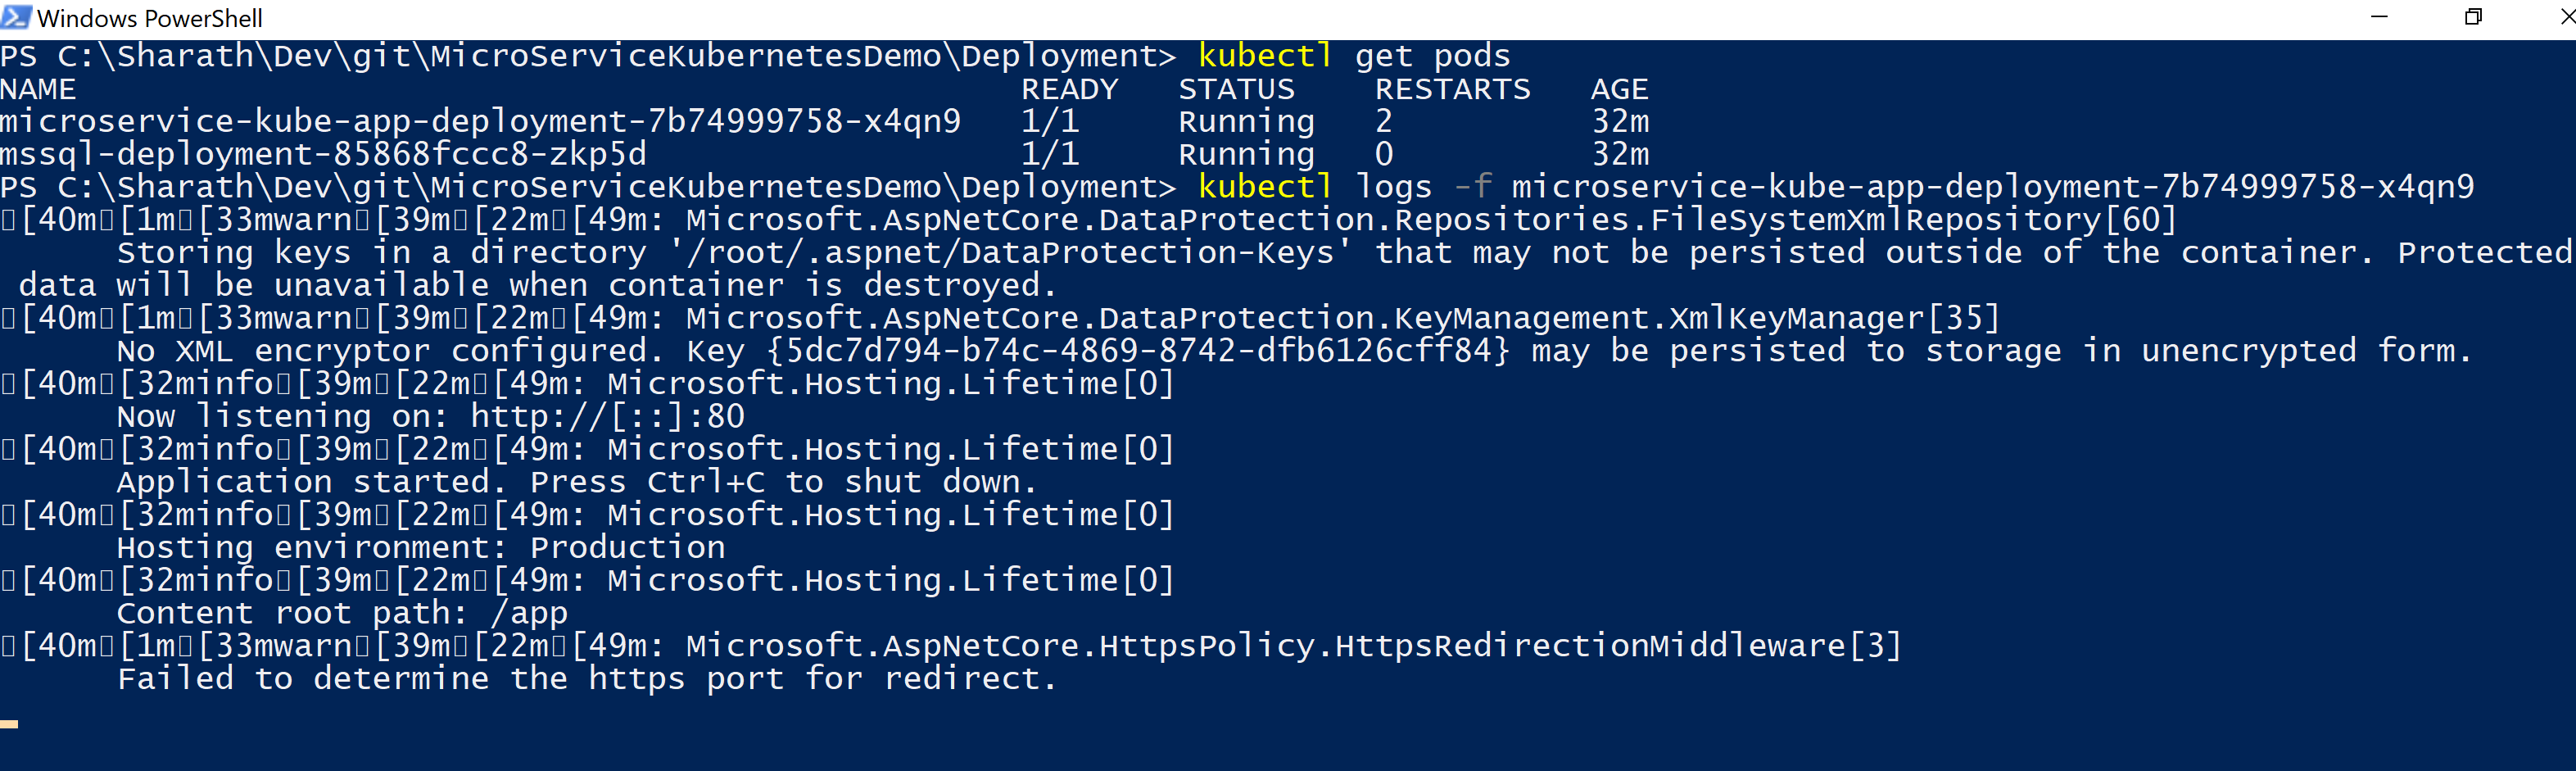 Windows PowerShell
PS C:\Sharath\Dev\git\MicroServiceKubernetesDemo\Deployment> kubectl get pods
NAME READY STATUS RESTARTS AGE
microservice-kube-app-deployment-7b74999758-x4qn9 1/1 Running 2 32m
mssql-deployment-85868fccc8-zkp5d 1/1 Running 0 32m
PS C:\Sharath\Dev\git\MicroServiceKubernetesDemo\Deployment> kubectl logs -f microservice-kube-app-deployment-7b74999758-x4qn9
▯[40m▯[1m▯[33mwarn▯[39m▯[22m▯[49m: Microsoft.AspNetCore.DataProtection.Repositories.FileSystemXmlRepository[60]
Storing keys in a directory '/root/.aspnet/DataProtection-Keys' that may not be persisted outside of the container. Protected
data will be unavailable when container is destroyed.
▯[40m▯[1m▯[33mwarn▯[39m▯[22m▯[49m: Microsoft.AspNetCore.DataProtection.KeyManagement.XmlKeyManager[35]
No XML encryptor configured. Key {5dc7d794-b74c-4869-8742-dfb6126cff84} may be persisted to storage in unencrypted form.
▯[40m▯[32minfo▯[39m▯[22m▯[49m: Microsoft.Hosting.Lifetime[0]
Now listening on: http://[::]:80
▯[40m▯[32minfo▯[39m▯[22m▯[49m: Microsoft.Hosting.Lifetime[0]
Application started. Press Ctrl+C to shut down.
▯[40m▯[32minfo▯[39m▯[22m▯[49m: Microsoft.Hosting.Lifetime[0]
Hosting environment: Production
▯[40m▯[32minfo▯[39m▯[22m▯[49m: Microsoft.Hosting.Lifetime[0]
Content root path: /app
▯[40m▯[1m▯[33mwarn▯[39m▯[22m▯[49m: Microsoft.AspNetCore.HttpsPolicy.HttpsRedirectionMiddleware[3]
Failed to determine the https port for redirect.